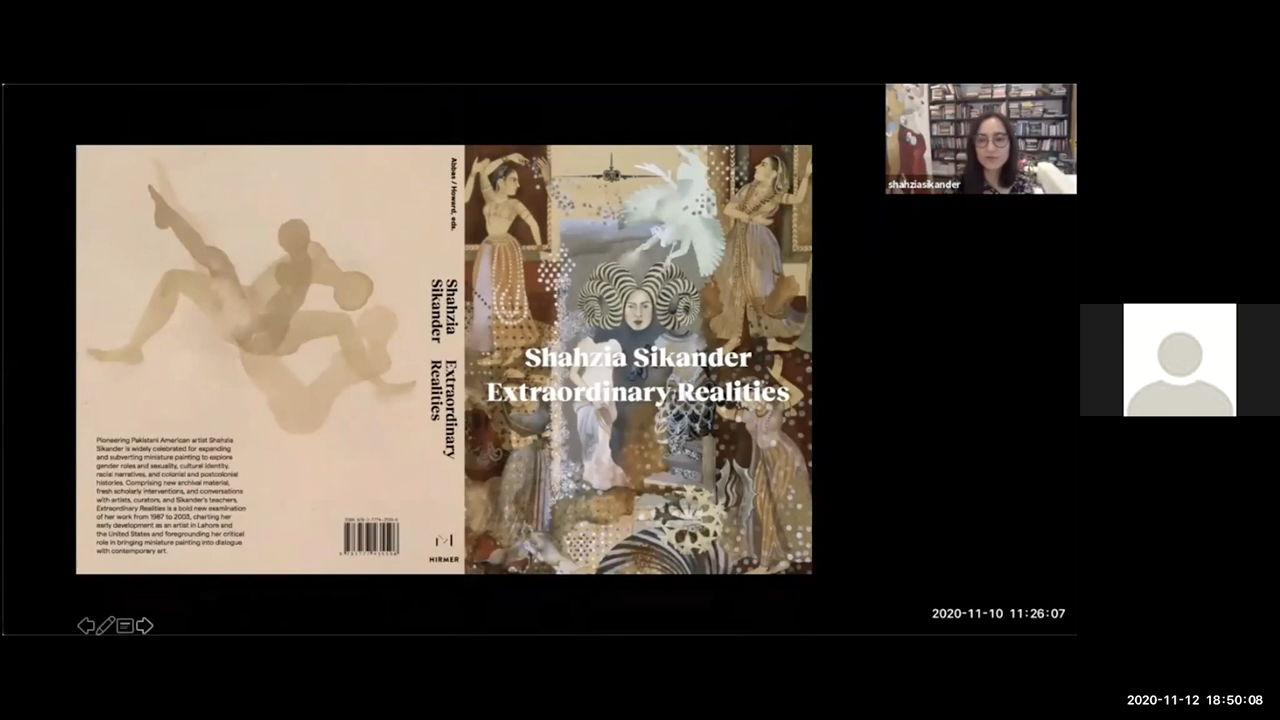 shahziasikander
Pioneering Pakistani American artist Shahzia
Sikander is widely celebrated for expanding
and subverting miniature painting to explore
gender roles and sexuality, cultural identity,
racial narratives, and colonial and postcolonial
histories. Comprising new archival material,
fresh scholarly interventions, and conversations
with artists, curators, and Sikander's teachers,
Extraordinary Realities is a bold new examination
of her work from 1987 to 2003, charting her
early development as an artist in Lahore and
the United States and foregrounding her critical
role in bringing miniature painting into dialogue
with contemporary art.
HIRMER
Abbas / Howard, eds.
Shahzia
Sikander
Extraordinary
Realities
Shahzia Sikander
Extraordinary Realities
2020-11-10 11:26:07
2020-11-12 18:50:08